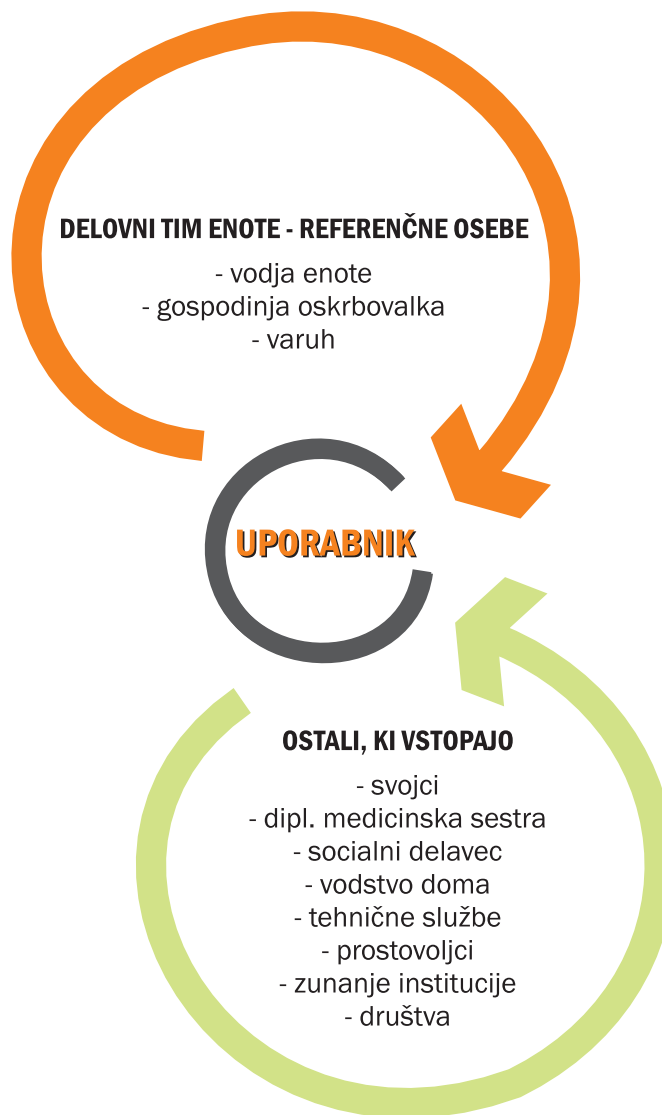 DELOVNI TIM ENOTE - REFERENČNE OSEBE
- vodja enote
- gospodinja oskrbovalka
- varuh
UPORABNIK
OSTALI, KI VSTOPAJO
- svojci
- dipl. medicinska sestra
- socialni delavec
- vodstvo doma
- tehnične službe
- prostovoljci
- zunanje institucije
- društva